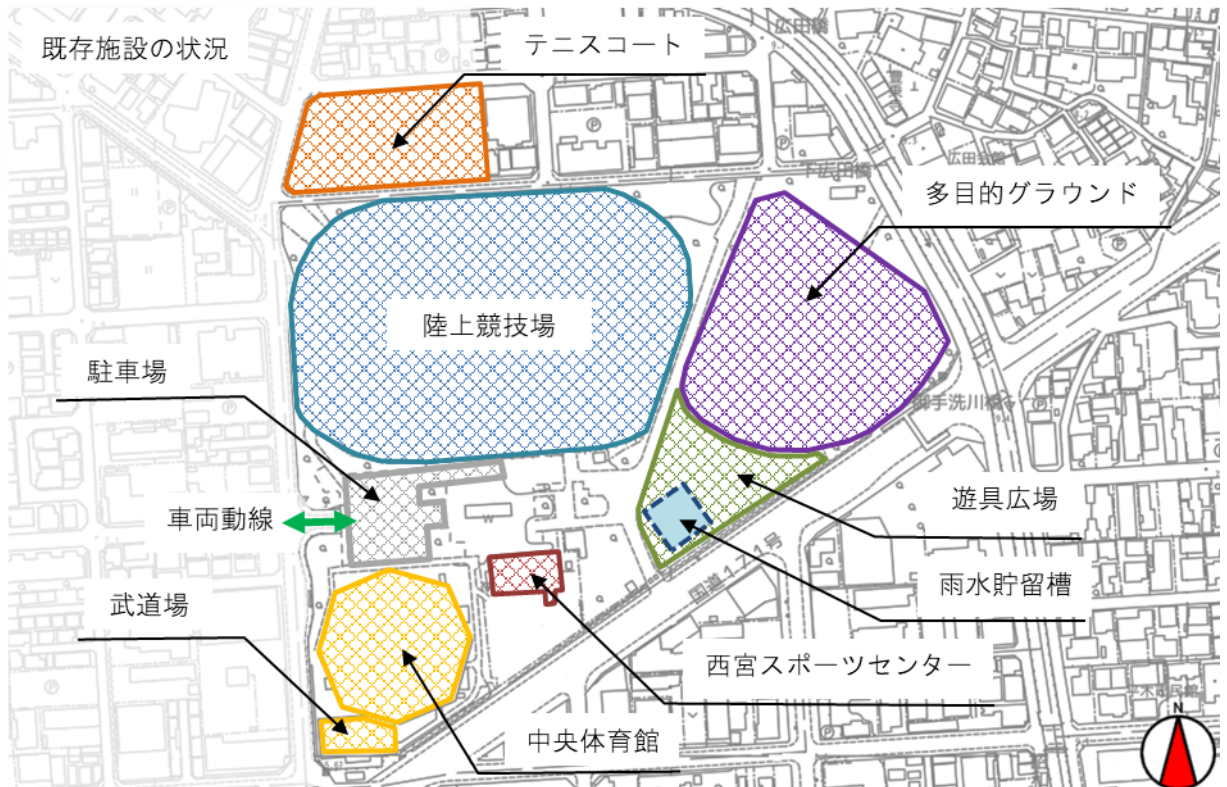 既存施設の状況
テニスコート
広田橋
広田会館
下広田橋
多目的グラウンド
陸上競技場
駐車場
御手洗川橋
車両動線
遊具広場
国道171号
雨水貯留槽
武道場
西宮スポーツセンター
中央体育館
N